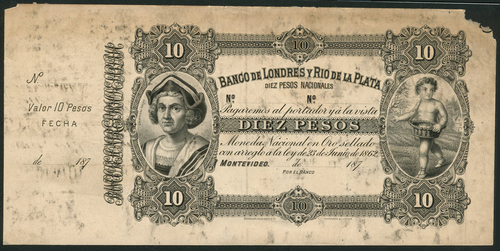 10
10
10
BANCO DE LONDRES Y RIO DE LA PLATA
DIEZ PESOS NACIONALES
Nº
Nº
Nº
Valor 10 Pesos
FECHA
de 187
Pagaremos al portador y á la vista
DIEZ PESOS
Moneda Nacional en Oro sellado
con arreglo á la ley de 23 de Junio de 1862.
MONTEVIDEO, de 187
POR EL BANCO
10
10
10